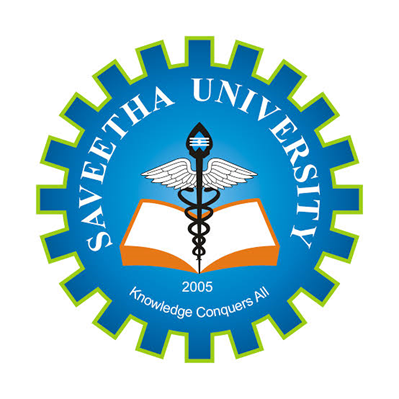 SAVEETHA UNIVERSITY
2005
Knowledge Conquers All